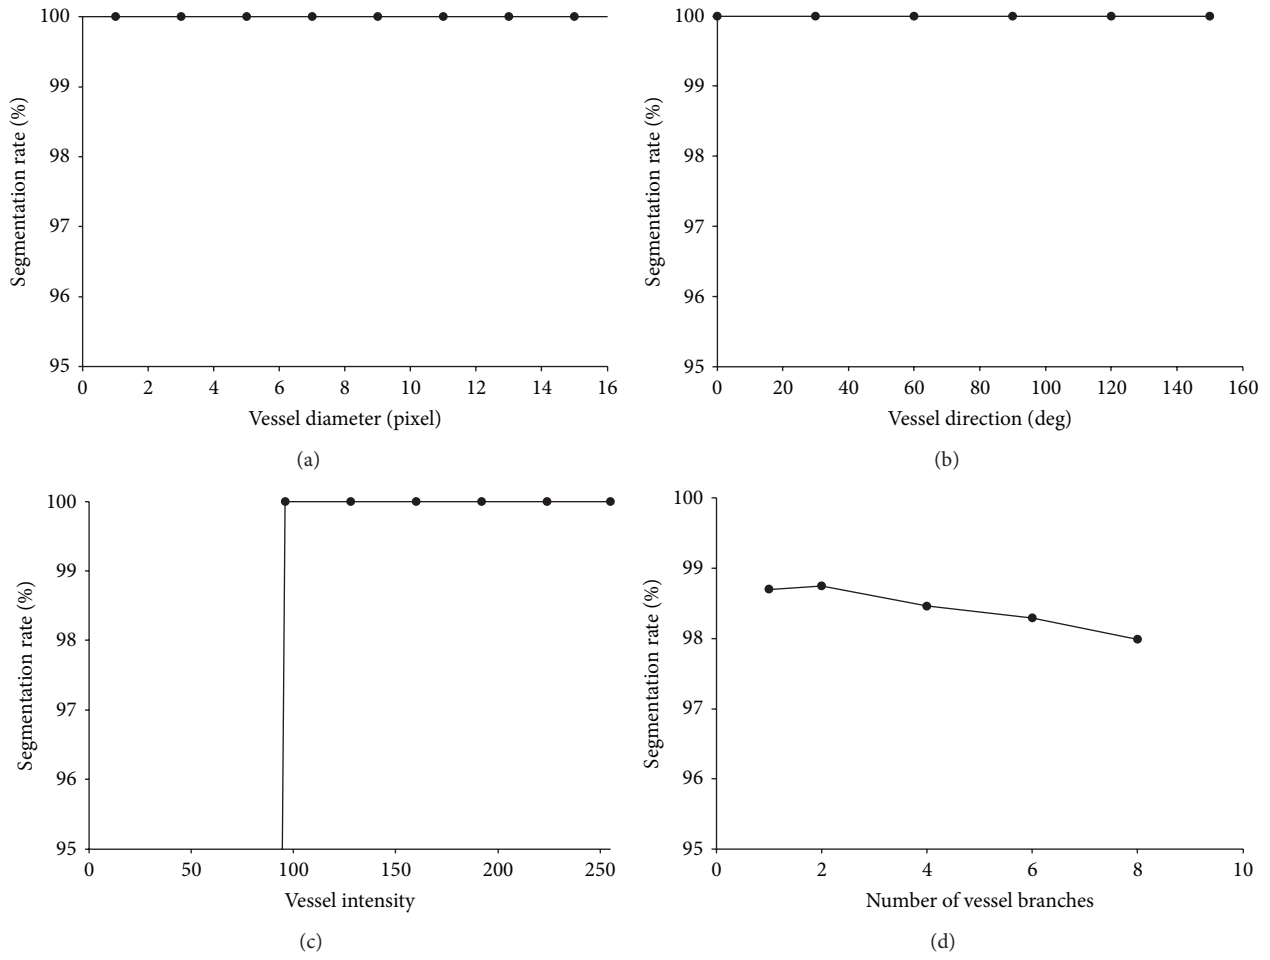 100
99
98
97
96
95
Segmentation rate (%)
0 2 4 6 8 10 12 14 16
Vessel diameter (pixel)
(a)
100
99
98
97
96
95
Segmentation rate (%)
0 20 40 60 80 100 120 140 160
Vessel direction (deg)
(b)
100
99
98
97
96
95
Segmentation rate (%)
0 50 100 150 200 250
Vessel intensity
(c)
100
99
98
97
96
95
Segmentation rate (%)
0 2 4 6 8 10
Number of vessel branches
(d)